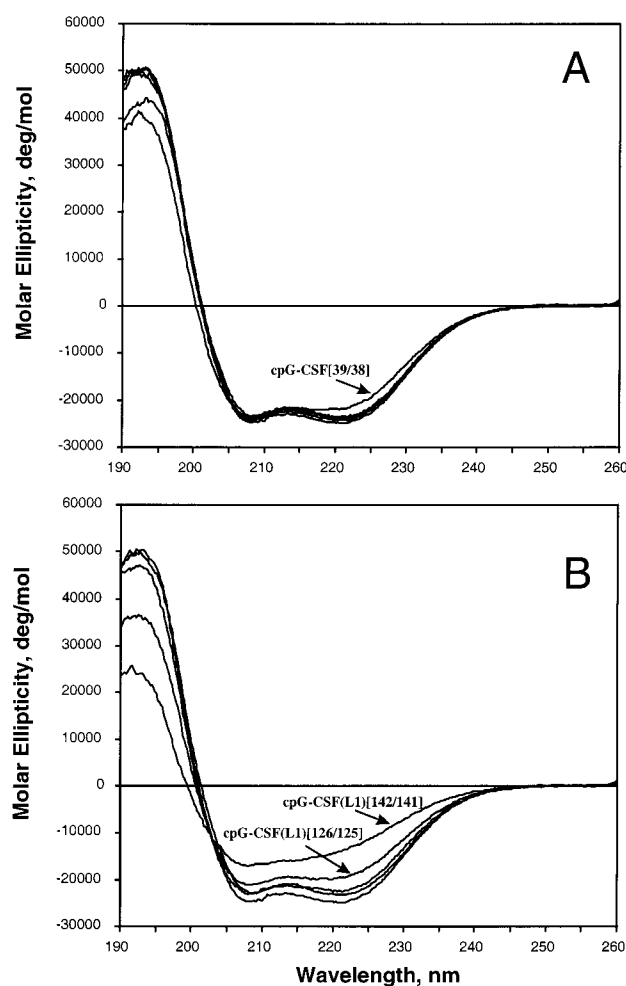 60000
A
50000
40000
30000
20000
10000
0
-10000
-20000
-30000
Molar Ellipticity, deg/mol
cpG-CSF[39/38]
190 200 210 220 230 240 250 260
60000
B
50000
40000
30000
20000
10000
0
-10000
-20000
-30000
Molar Ellipticity, deg/mol
cpG-CSF(L1)[142/141]
cpG-CSF(L1)[126/125]
190 200 210 220 230 240 250 260
Wavelength, nm